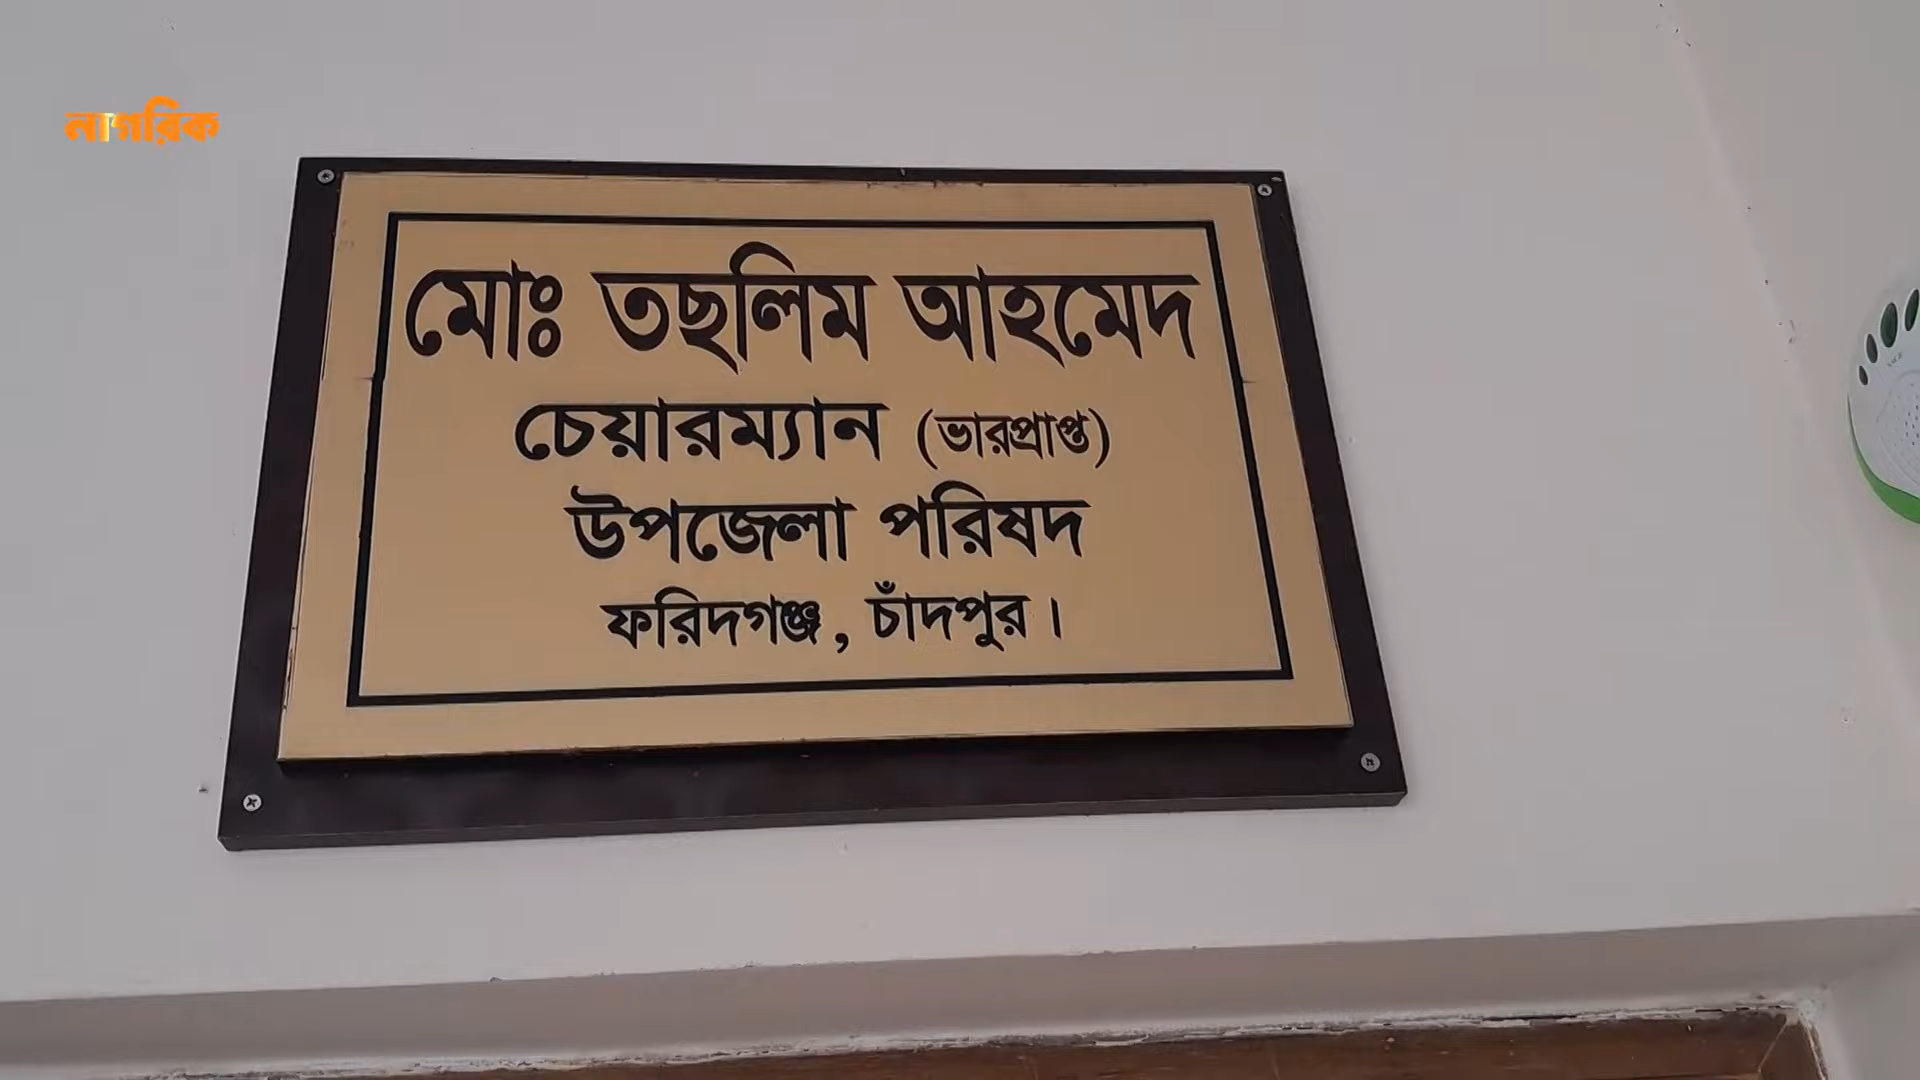 নাগরিক
মোঃ তছলিম আহমেদ
চেয়ারম্যান (ভারপ্রাপ্ত)
উপজেলা পরিষদ
ফরিদগঞ্জ, চাঁদপুর।